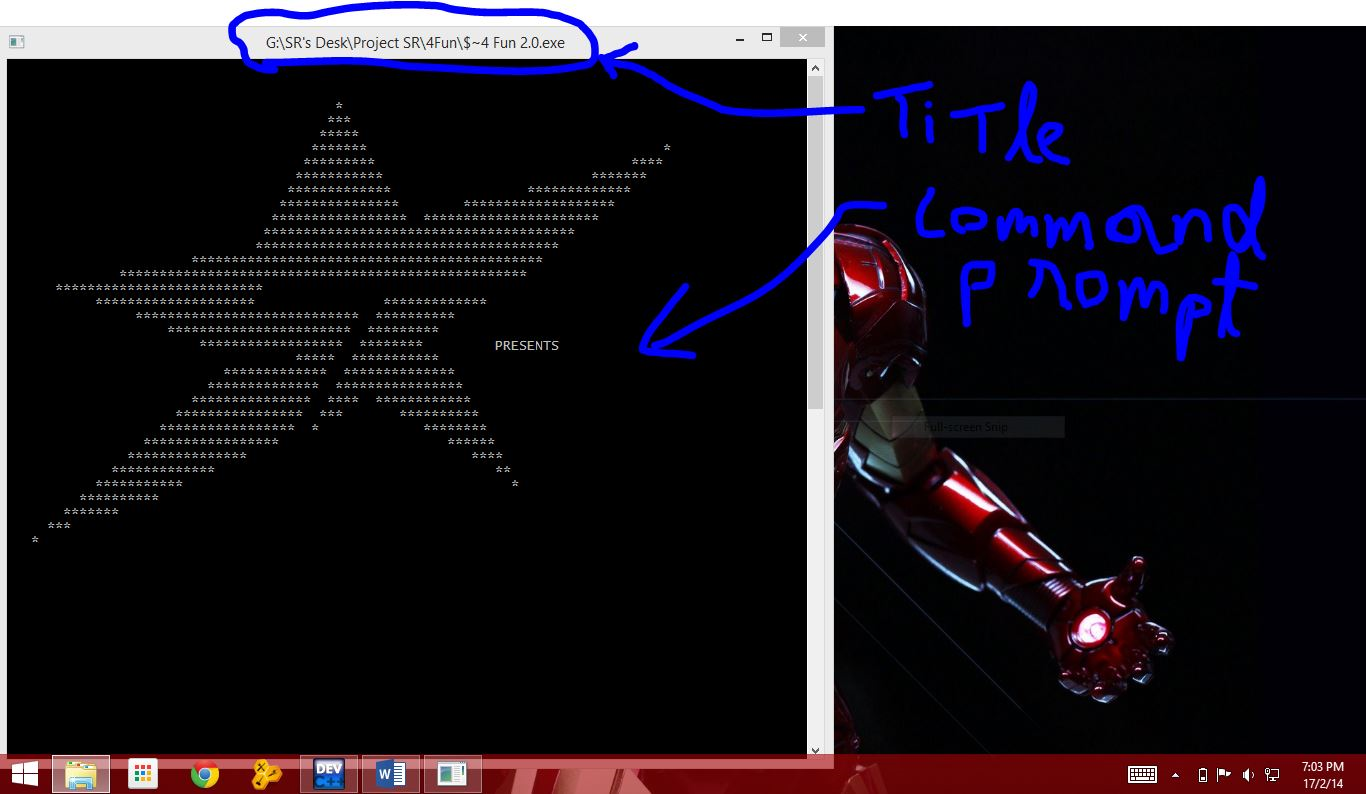 G:\SR's Desk\Project SR\4Fun\$~4 Fun 2.0.exe
TiTle
Command
Prompt
PRESENTS
Full-screen Snip
DEV
C++
W
7:03 PM
17/2/14